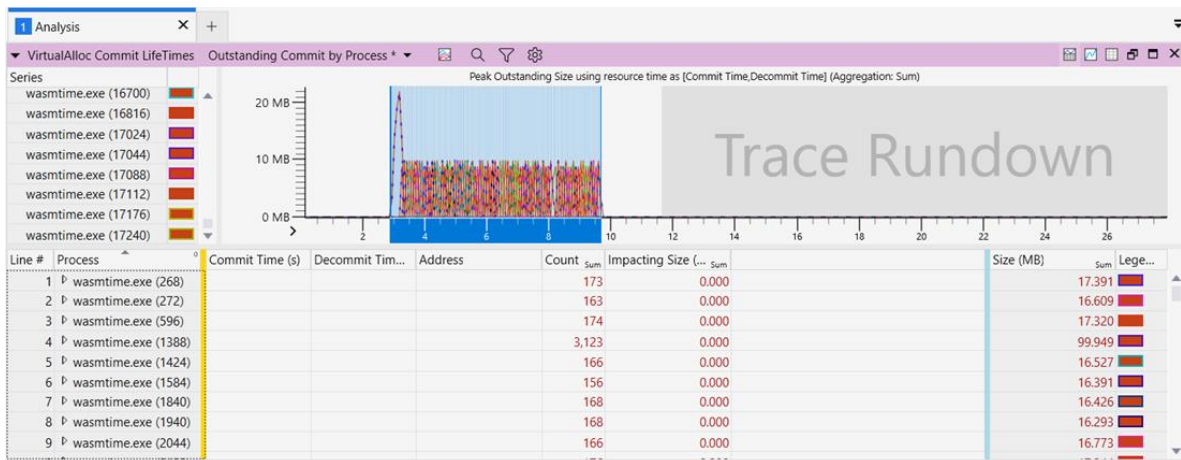 1 Analysis × +
VirtualAlloc Commit LifeTimes Outstanding Commit by Process *
Series
wasmtime.exe (16700)
wasmtime.exe (16816)
wasmtime.exe (17024)
wasmtime.exe (17044)
wasmtime.exe (17088)
wasmtime.exe (17112)
wasmtime.exe (17176)
wasmtime.exe (17240)
Peak Outstanding Size using resource time as [Commit Time,Decommit Time] (Aggregation: Sum)
20 MB
10 MB
0 MB
Trace Rundown
2 4 6 8 10 12 14 16 18 20 22 24 26
Line # Process Commit Time (s) Decommit Tim... Address Count Sum Impacting Size (... Sum Size (MB) Sum Lege...
1 wasmtime.exe (268) 173 0.000 17.391
2 wasmtime.exe (272) 163 0.000 16.609
3 wasmtime.exe (596) 174 0.000 17.320
4 wasmtime.exe (1388) 3,123 0.000 99.949
5 wasmtime.exe (1424) 166 0.000 16.527
6 wasmtime.exe (1584) 156 0.000 16.391
7 wasmtime.exe (1840) 168 0.000 16.426
8 wasmtime.exe (1940) 168 0.000 16.293
9 wasmtime.exe (2044) 166 0.000 16.773